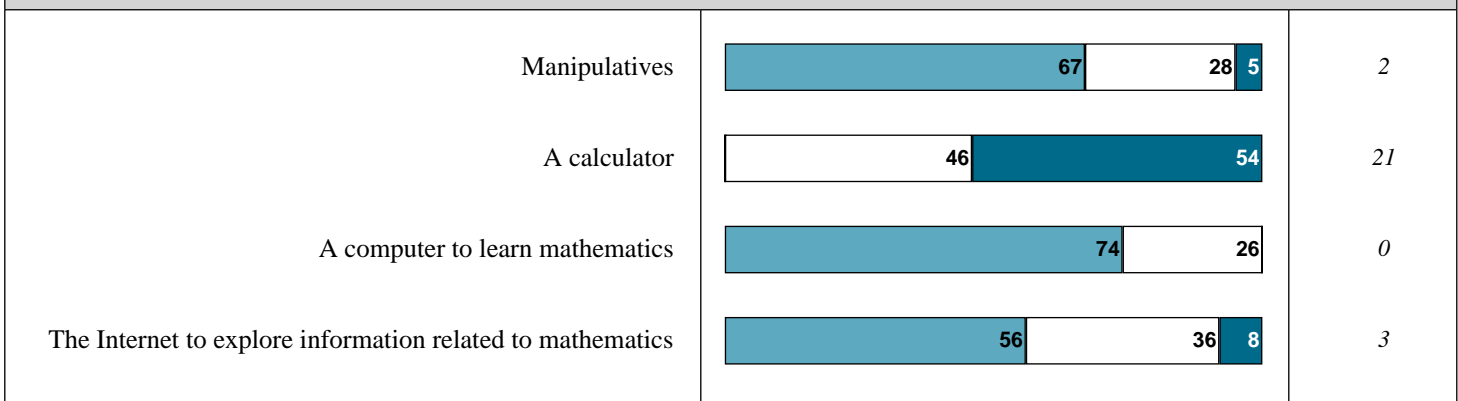 Manipulatives 67 28 5 2
A calculator 46 54 21
A computer to learn mathematics 74 26 0
The Internet to explore information related to mathematics 56 36 8 3